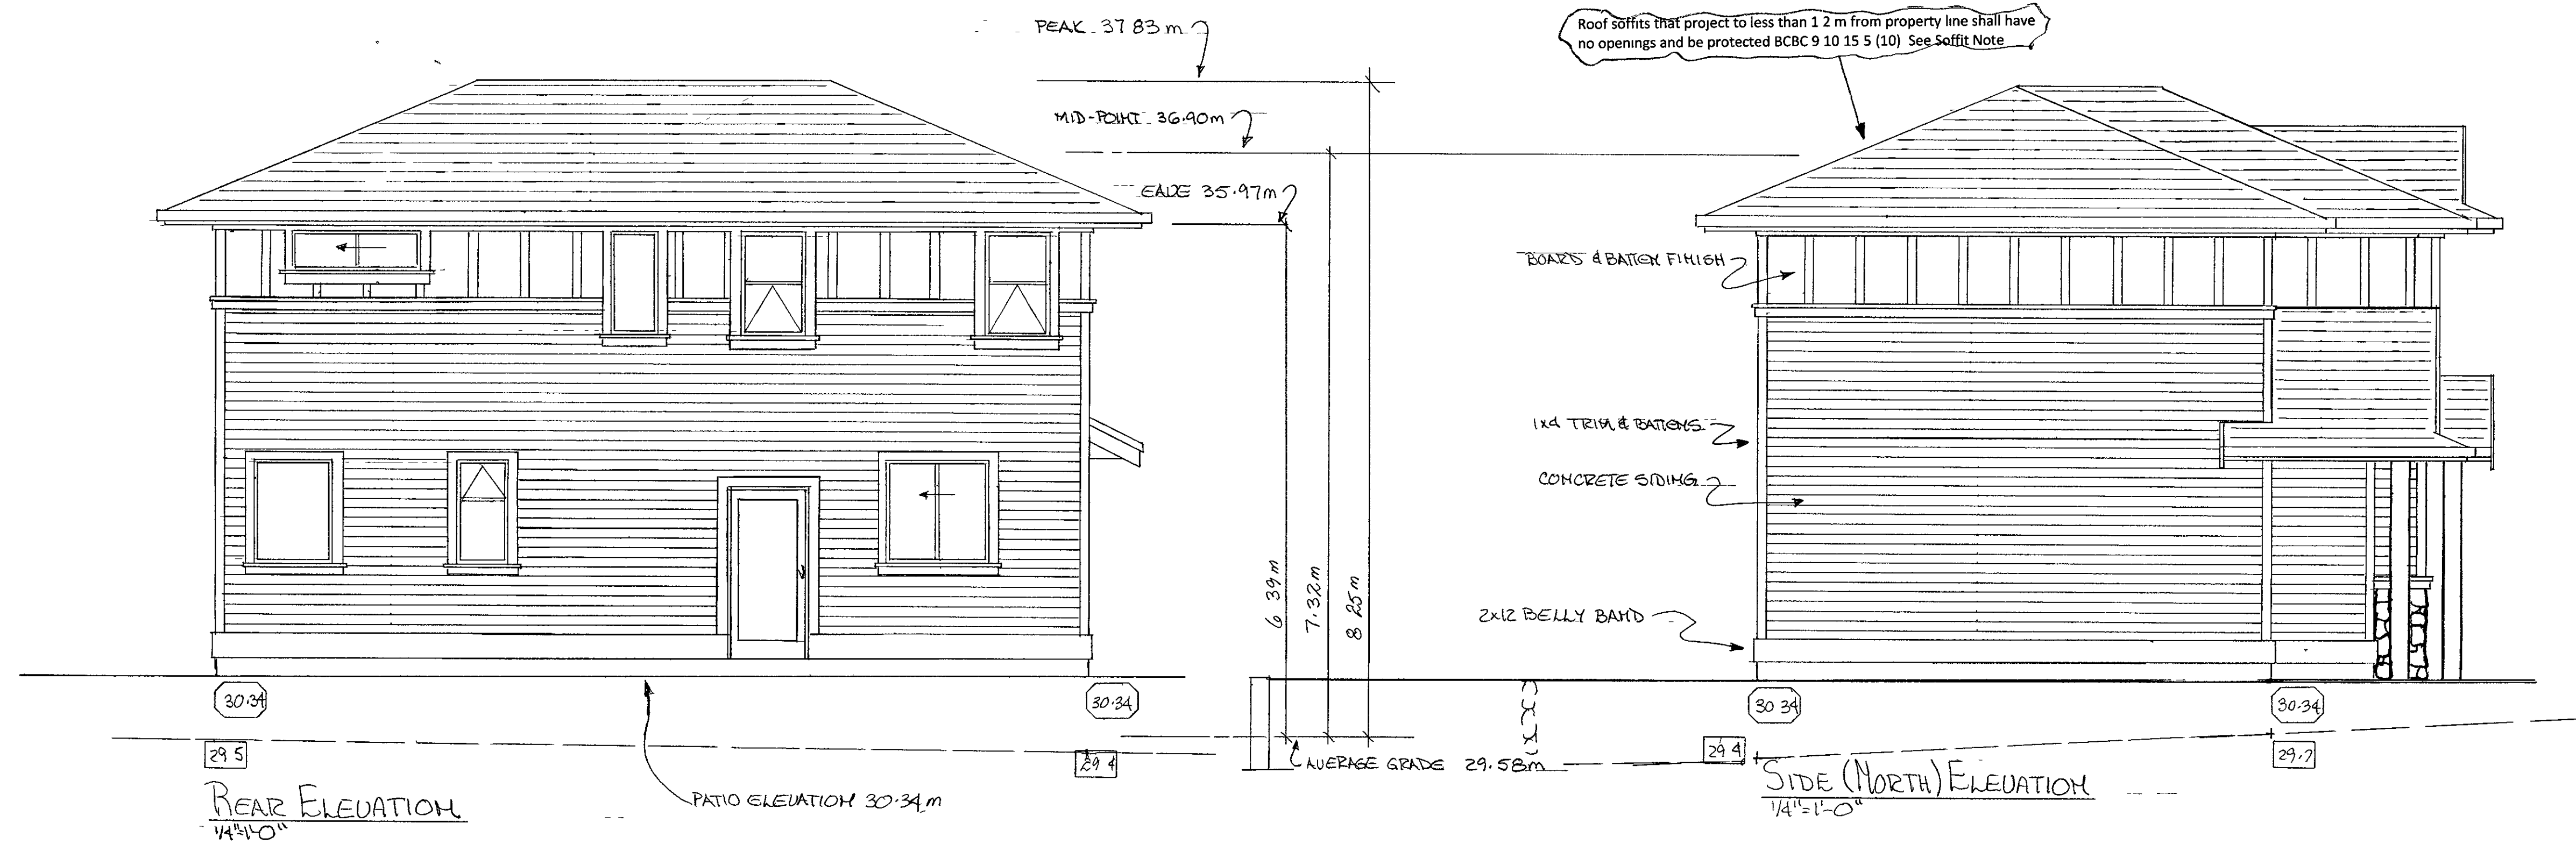 PEAK 37 83 m
Roof soffits that project to less than 1 2 m from property line shall have
no openings and be protected BCBC 9 10 15 5 (10) See Soffit Note
MID-POINT 36.90m
EAVE 35.97m
BOARD & BATTEN FINISH
1x4 TRIM & BATTENS
CONCRETE SIDING
2x12 BELLY BAND
6 39m
7.32m
8 25m
30.34
30.34
30 34
30.34
29 5
29 4
29 4
29.7
AVERAGE GRADE 29.58m
PATIO ELEVATION 30.34 m
REAR ELEVATION
1/4"=1'-0"
SIDE (NORTH) ELEVATION
1/4"=1'-0"